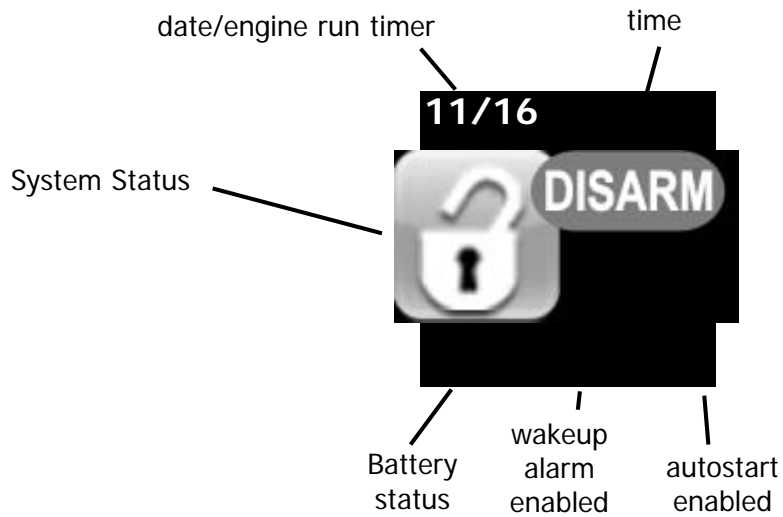 date/engine run timer
time
11/16
System Status
DISARM
Battery
status
wakeup
alarm
enabled
autostart
enabled